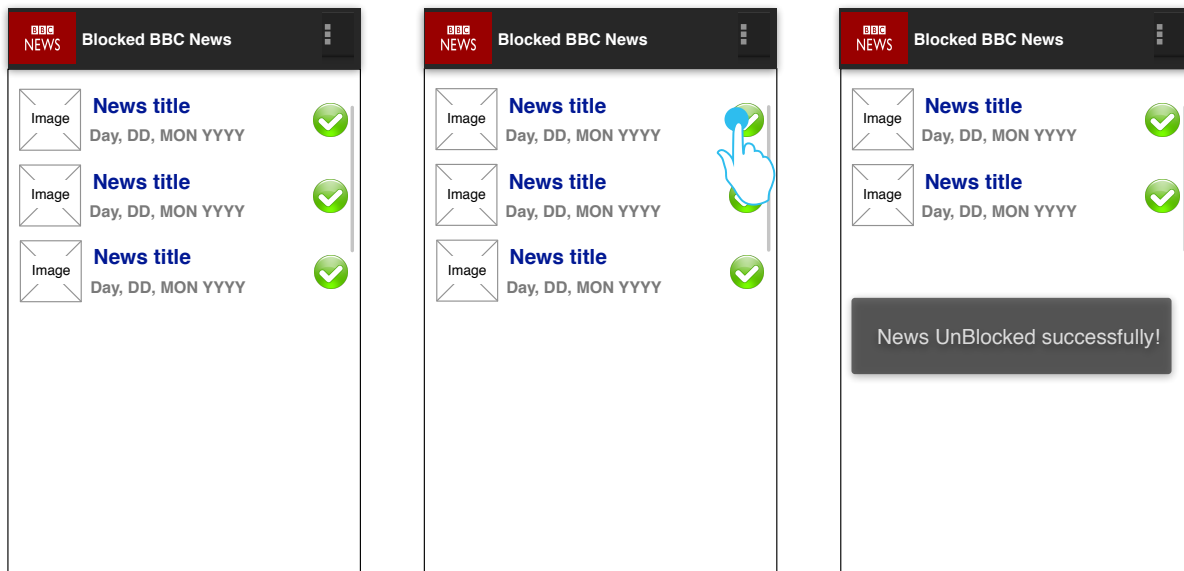 BBC
NEWS
Blocked BBC News
Image
News title
Day, DD, MON YYYY
Image
News title
Day, DD, MON YYYY
Image
News title
Day, DD, MON YYYY
BBC
NEWS
Blocked BBC News
Image
News title
Day, DD, MON YYYY
Image
News title
Day, DD, MON YYYY
Image
News title
Day, DD, MON YYYY
BBC
NEWS
Blocked BBC News
Image
News title
Day, DD, MON YYYY
Image
News title
Day, DD, MON YYYY
News UnBlocked successfully!